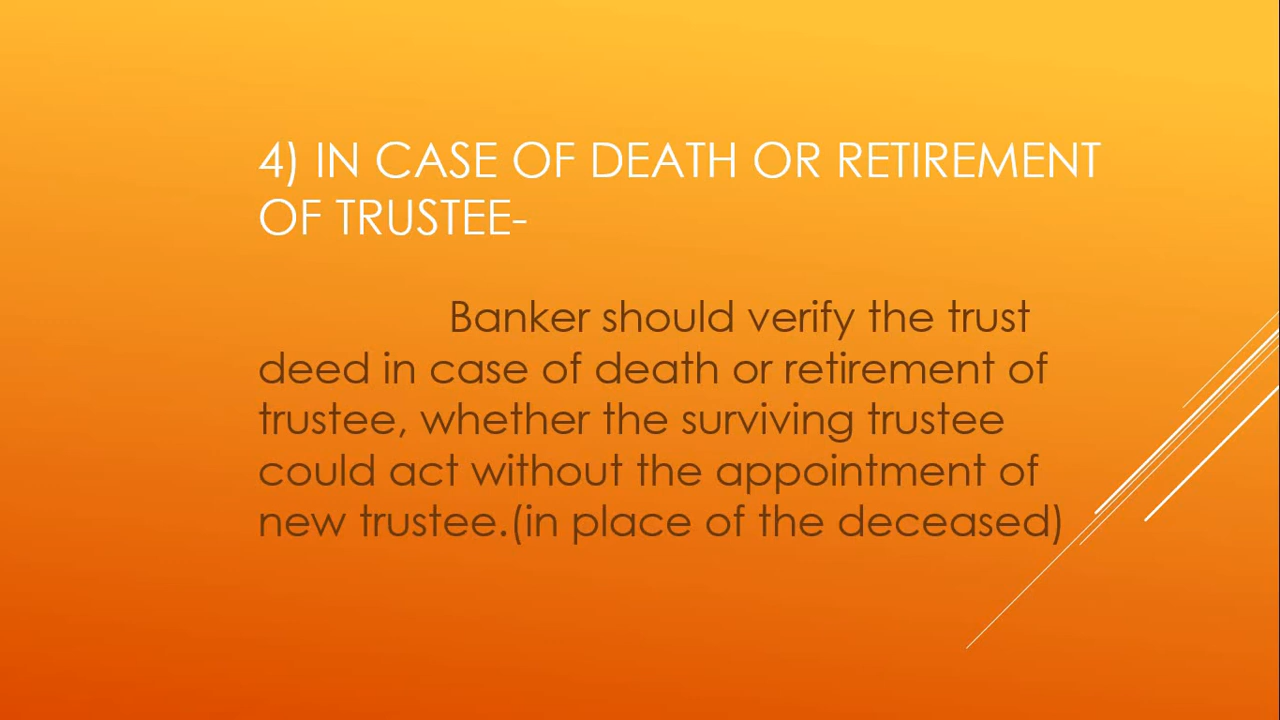 4) IN CASE OF DEATH OR RETIREMENT
OF TRUSTEE-
Banker should verify the trust
deed in case of death or retirement of
trustee, whether the surviving trustee
could act without the appointment of
new trustee.(in place of the deceased)